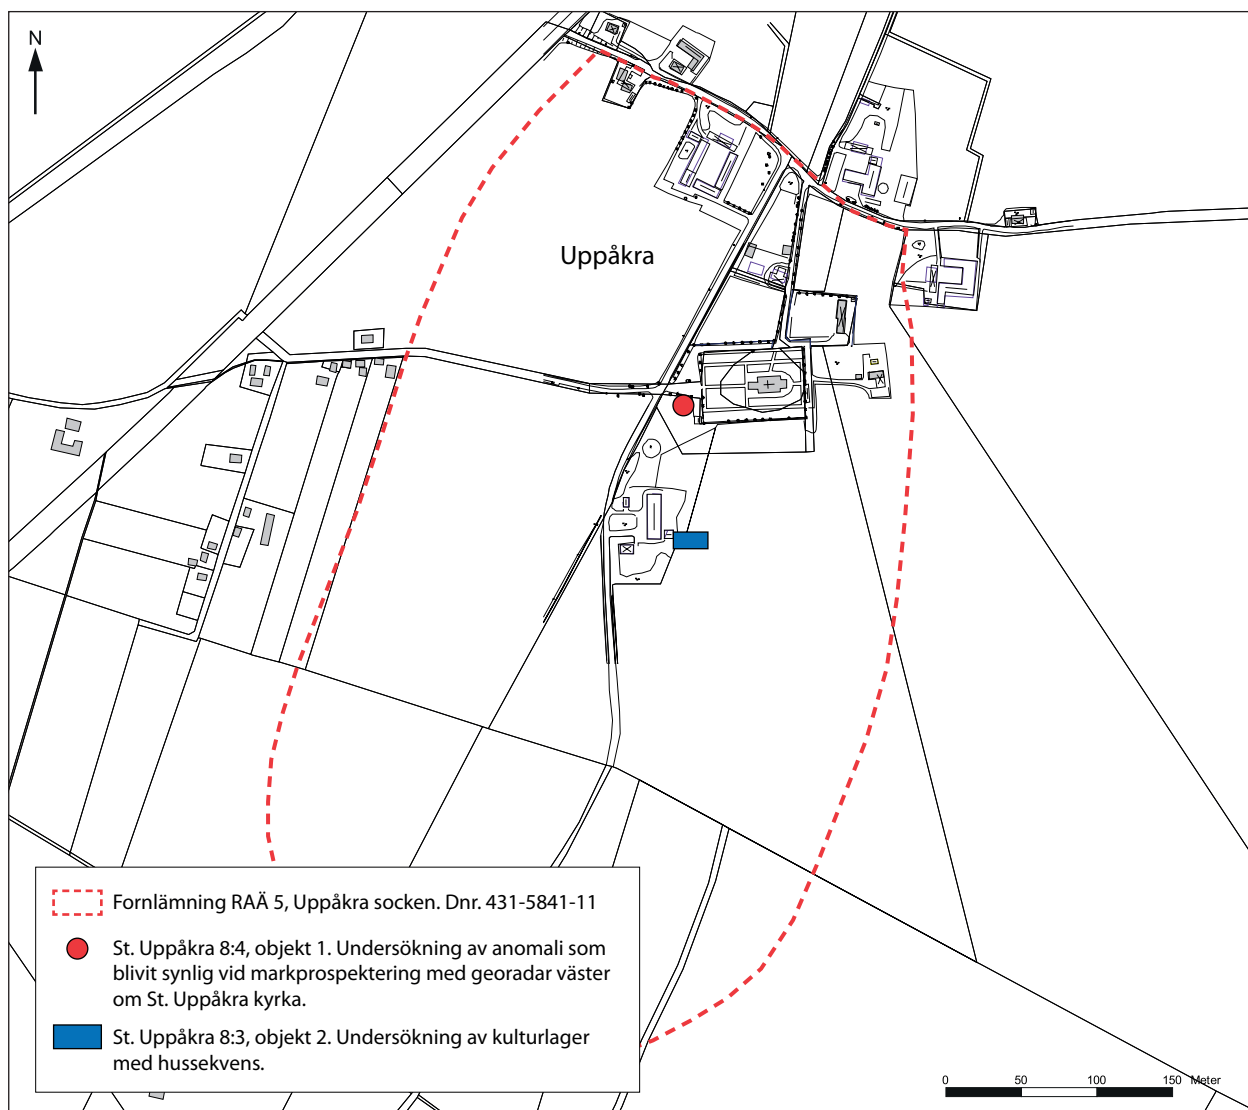 N
Uppåkra
Fornlämning RAÄ 5, Uppåkra socken. Dnr. 431-5841-11
St. Uppåkra 8:4, objekt 1. Undersökning av anomali som
blivit synlig vid markprospektering med georadar väster
om St. Uppåkra kyrka.
St. Uppåkra 8:3, objekt 2. Undersökning av kulturlager
med hussekvens.
0 50 100 150 Meter